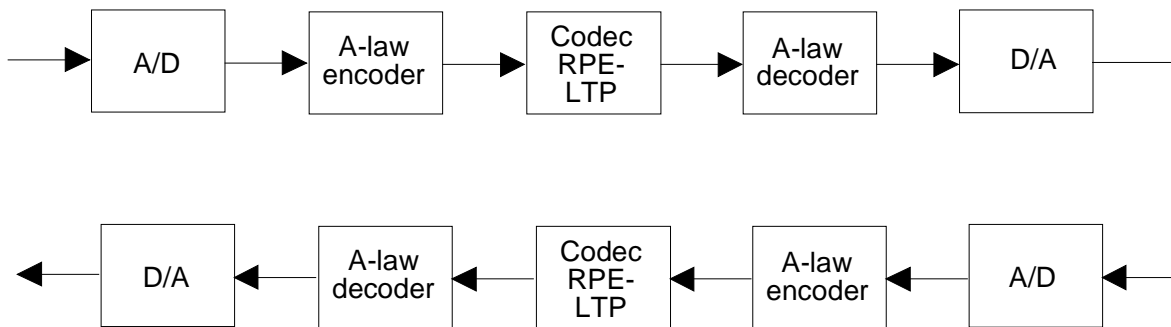 A/D
A-law
encoder
Codec
RPE-
LTP
A-law
decoder
D/A
D/A
A-law
decoder
Codec
RPE-
LTP
A-law
encoder
A/D